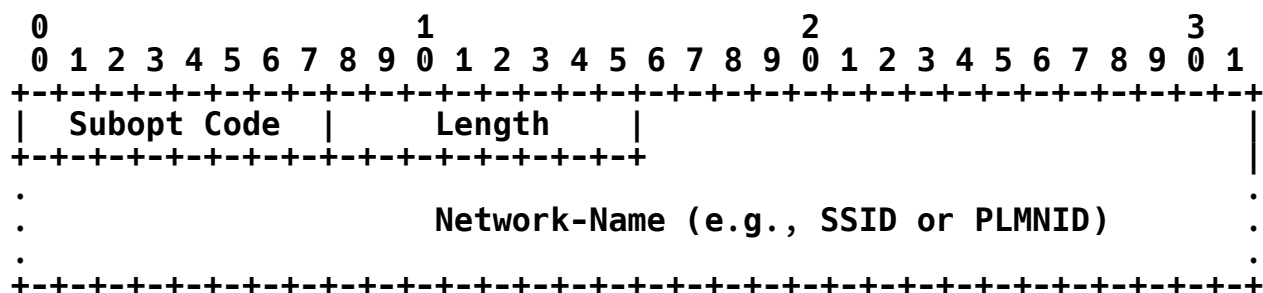 0                   1                   2                   3
 0 1 2 3 4 5 6 7 8 9 0 1 2 3 4 5 6 7 8 9 0 1 2 3 4 5 6 7 8 9 0 1
+-+-+-+-+-+-+-+-+-+-+-+-+-+-+-+-+-+-+-+-+-+-+-+-+-+-+-+-+-+-+-+-+
|  Subopt Code  |     Length    |                               |
+-+-+-+-+-+-+-+-+-+-+-+-+-+-+-+-+                               |
.                                                               .
.                     Network-Name (e.g., SSID or PLMNID)       .
.                                                               .
+-+-+-+-+-+-+-+-+-+-+-+-+-+-+-+-+-+-+-+-+-+-+-+-+-+-+-+-+-+-+-+-+